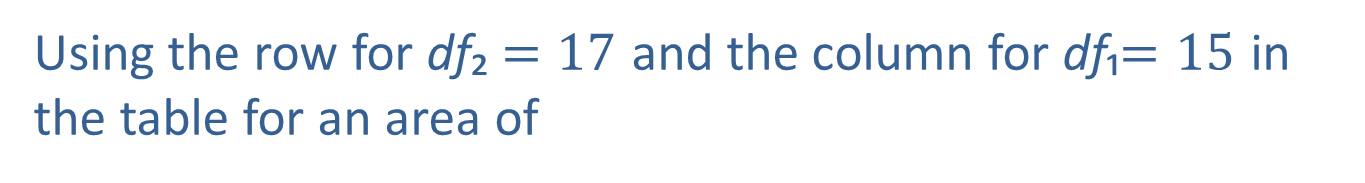 Using the row for df₂ = 17 and the column for df₁= 15 in
the table for an area of